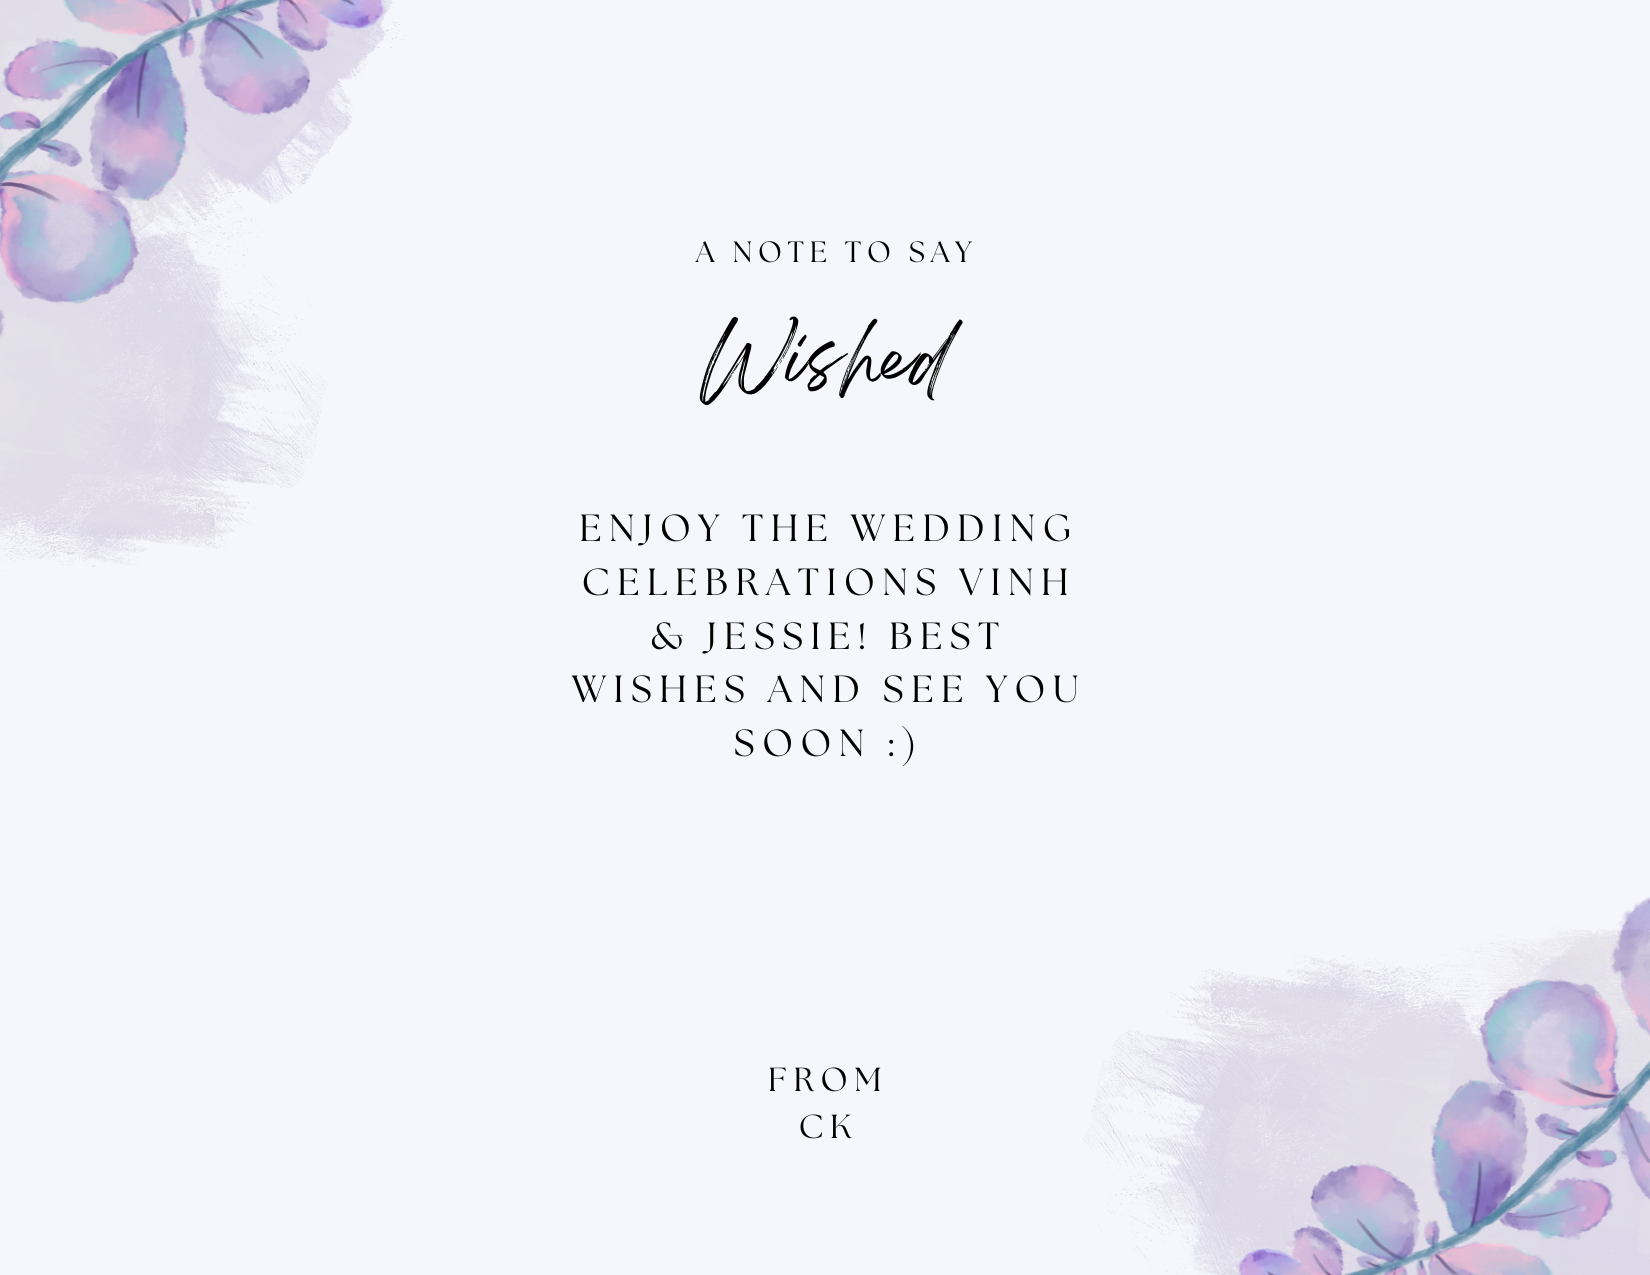 A NOTE TO SAY
Wished
ENJOY THE WEDDING
CELEBRATIONS VINH
& JESSIE! BEST
WISHES AND SEE YOU
SOON :)
FROM
CK